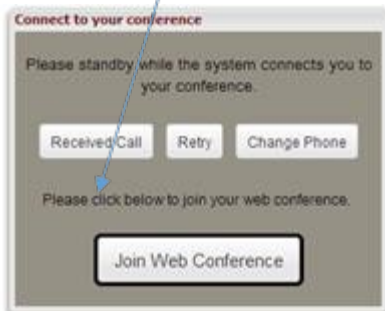 Connect to your conference
Please standby while the system connects you to
your conference.
Received Call Retry Change Phone
Please click below to join your web conference.
Join Web Conference